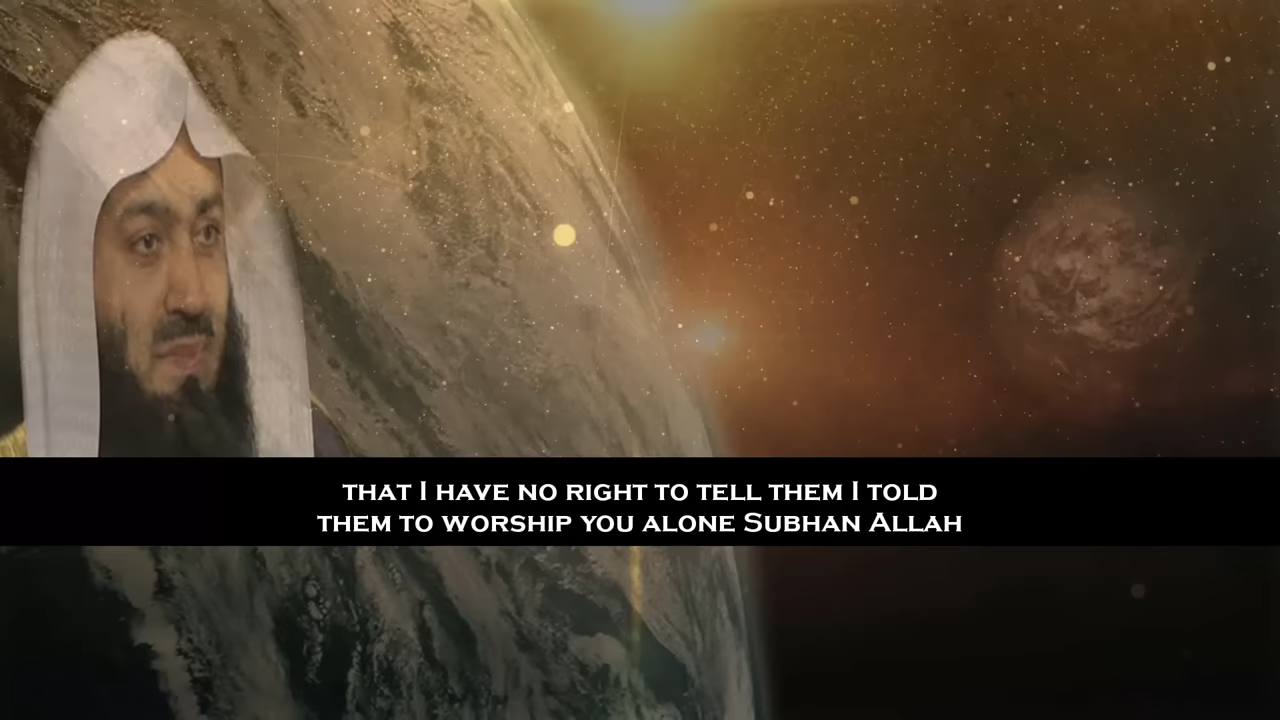 that I have no right to tell them I told
them to worship you alone Subhan Allah